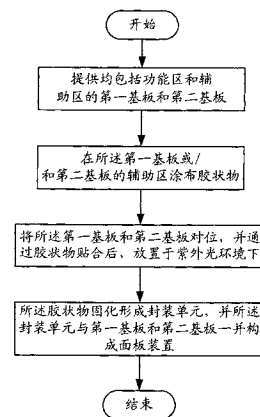 开始
提供均包括功能区和辅
助区的第一基板和第二基板
在所述第一基板或/
和第二基板的辅助区涂布胶状物
将所述第一基板和第二基板对位，并通
过胶状物贴合后，放置于紫外光环境下
所述胶状物固化形成封装单元，并所述
封装单元与第一基板和第二基板一并构
成面板装置
结束